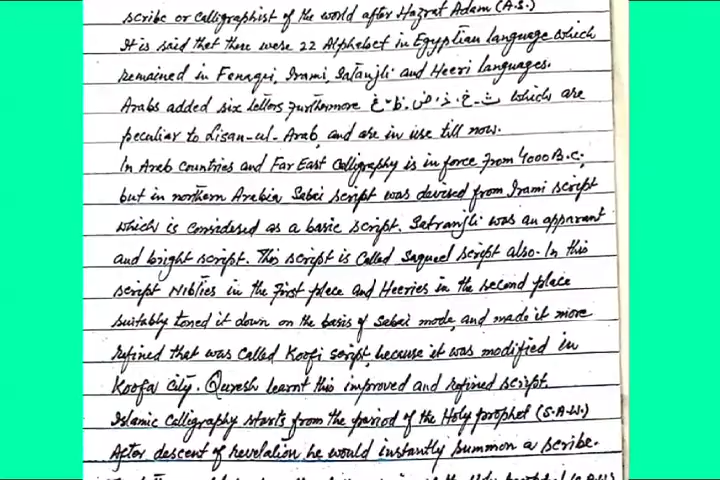 scribe or calligraphist of the world after Hazrat Adam (A.S.)
It is said that there were 22 Alphabet in Egyptian language which
remained in Fenaqui, Irami, Satanjli and Heeri languages.
Arabs added six letters furthermore ث - خ . ذ . ض . ظ - غ which are
peculiar to Lisan-ul-Arab, and are in use till now.
In Arab countries and Far East Calligraphy is in force from 4000 B.C;
but in northern Arabia Sabai script was devised from Irami script
which is considered as a basic script. Satranjli was an apparant
and bright script. This script is called Saqueel script also. In this
script Nibties in the first place and Heeries in the second place
suitably toned it down on the basis of Sabai mode, and made it more
refined that was called Koofi script, because it was modified in
Koofa city. Quresh learnt this improved and refined script.
Islamic Calligraphy starts from the period of the Holy prophet (S.A.W.)
After descent of revelation he would instantly summon a scribe.